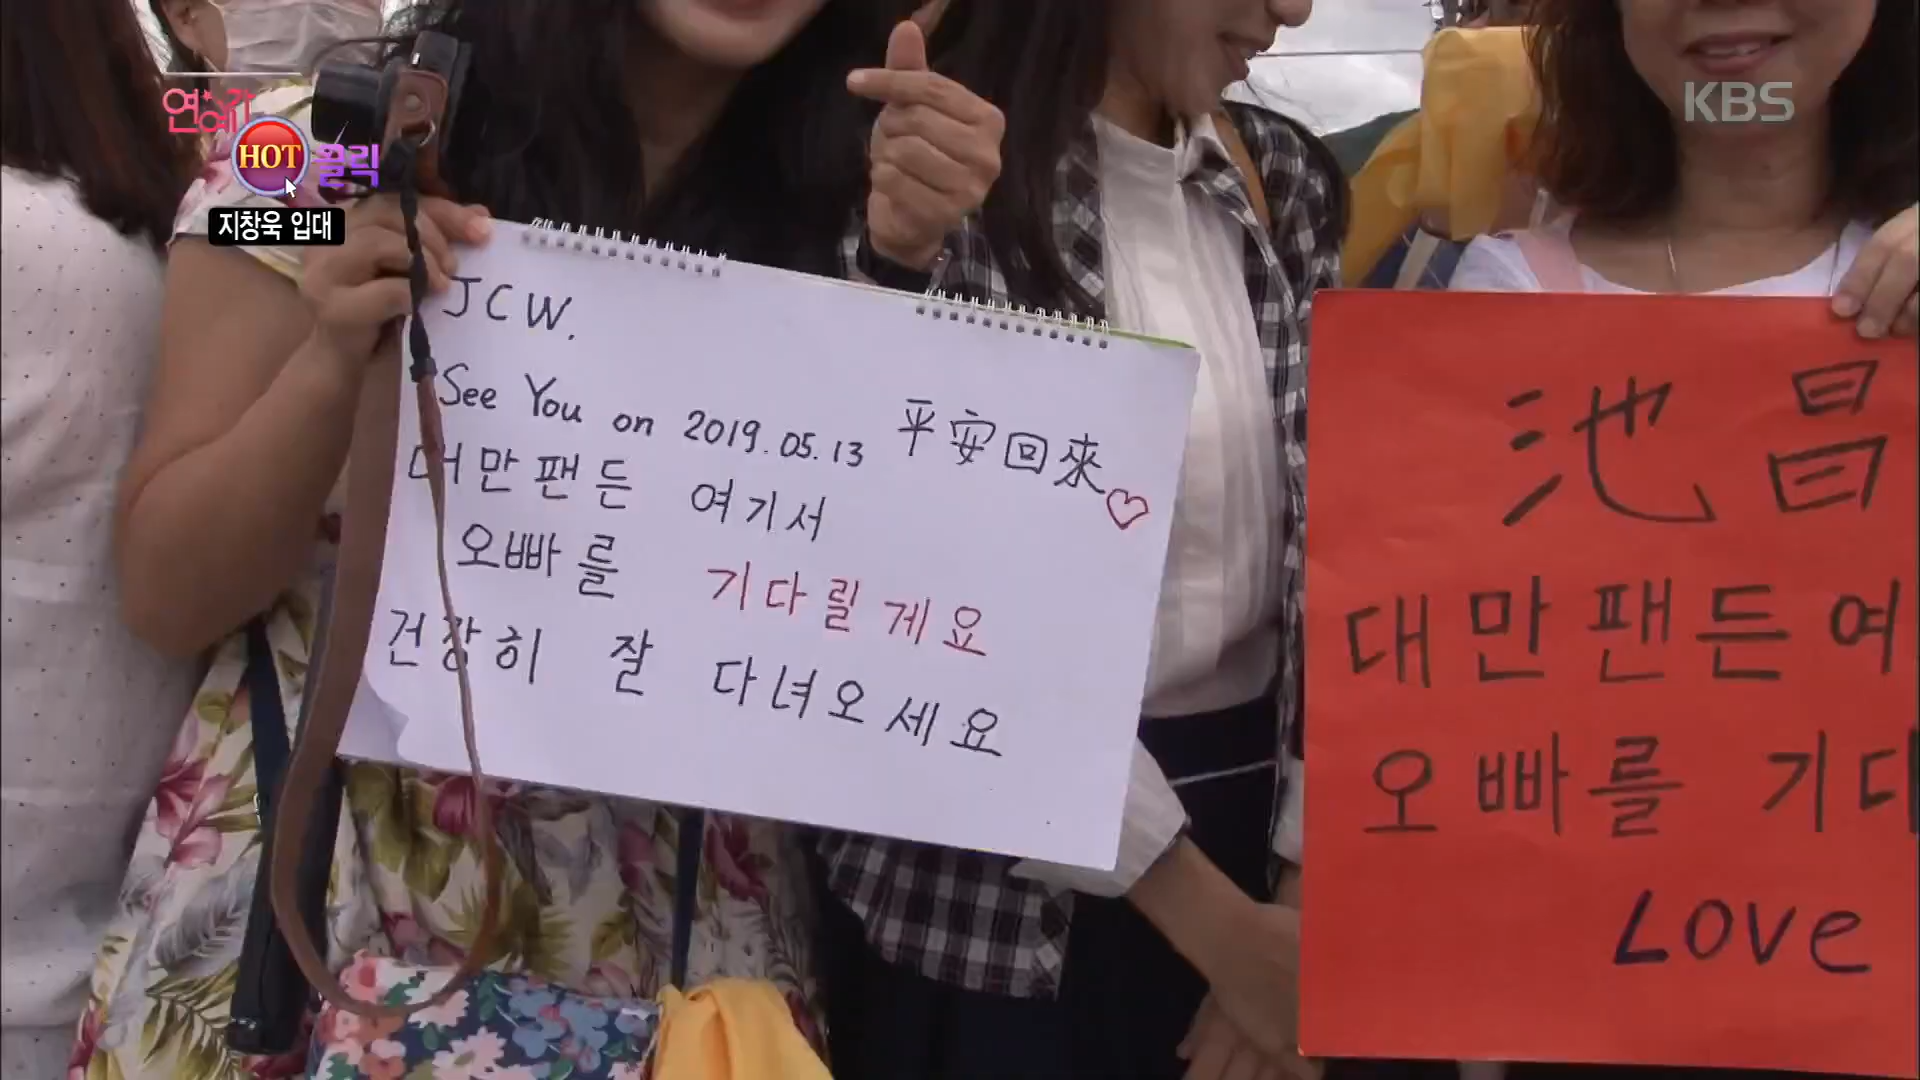 연예가
HOT 클릭
지창욱 입대
KBS
JCW.
See You on 2019.05.13 平安回來
대만팬든 여기서
오빠를 기다릴게요
건강히 잘 다녀오세요
池昌
대만팬든 여
오빠를 기다
Love